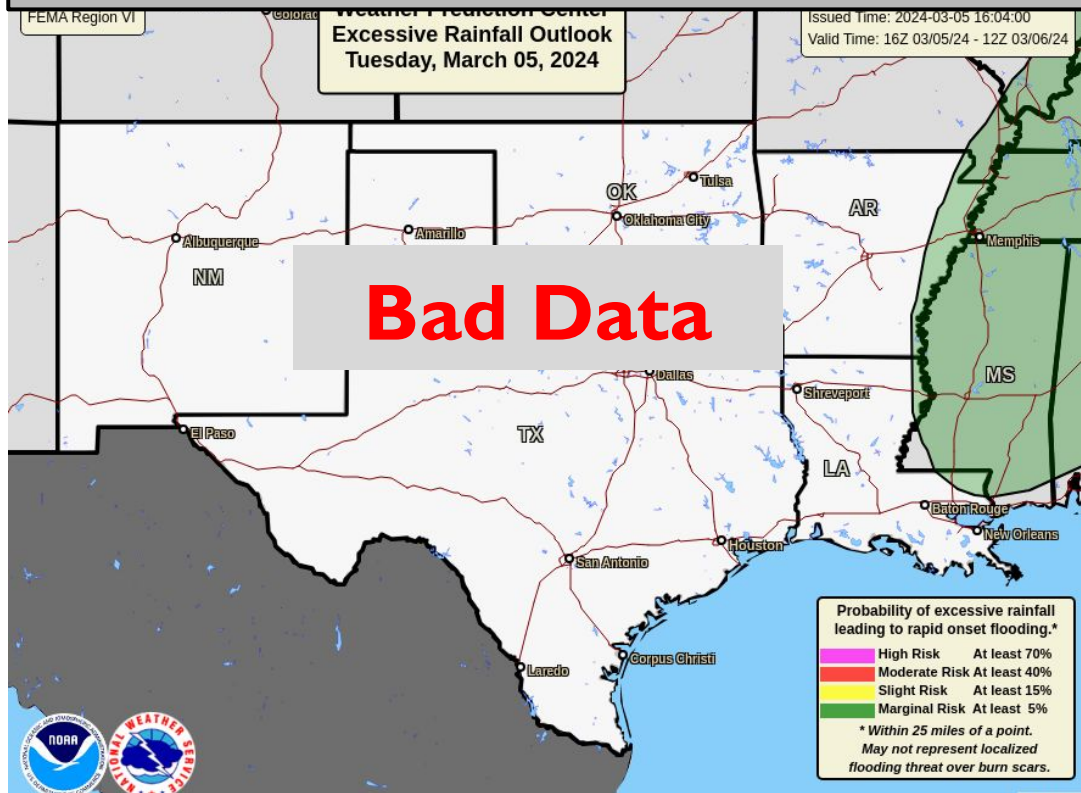 FEMA Region VI
Colorado
Weather Prediction Center
Excessive Rainfall Outlook
Tuesday, March 05, 2024
Issued Time: 2024-03-05 16:04:00
Valid Time: 16Z 03/05/24 - 12Z 03/06/24
Tulsa
OK
AR
Oklahoma City
Amarillo
Albuquerque
Memphis
NM
Bad Data
Dallas
MS
Shreveport
El Paso
TX
LA
Baton Rouge
New Orleans
Houston
San Antonio
Corpus Christi
Laredo
Probability of excessive rainfall
leading to rapid onset flooding.*
High Risk At least 70%
Moderate Risk At least 40%
Slight Risk At least 15%
Marginal Risk At least 5%
* Within 25 miles of a point.
May not represent localized
flooding threat over burn scars.
NOAA
NATIONAL WEATHER SERVICE